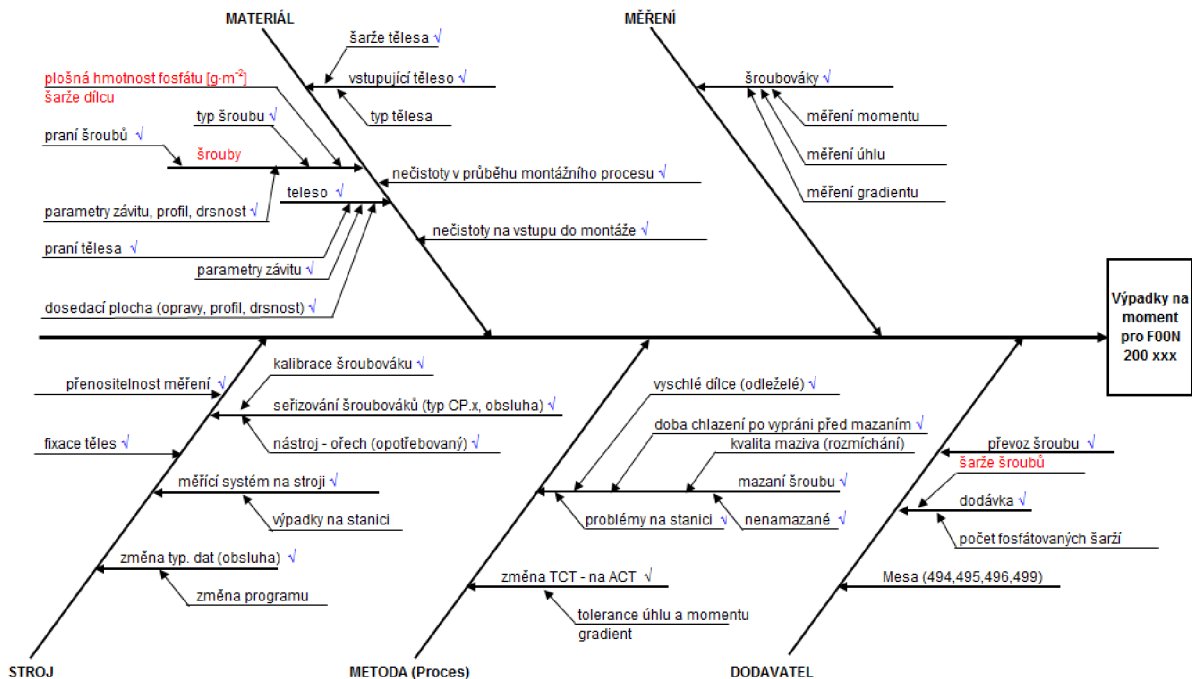 MATERIÁL
MĚŘENÍ
šarže tělesa √
plošná hmotnost fosfátu [g·m⁻²]
vstupující těleso √
šroubováky √
šarže dílcu
typ šroubu √
typ tělesa
měření momentu
praní šroubů √
šrouby
měření úhlu
nečistoty v průběhu montážního procesu √
teleso √
měření gradientu
parametry závitu, profil, drsnost √
nečistoty na vstupu do montáže √
praní tělesa √
parametry závitu √
dosedací plocha (opravy, profil, drsnost) √
Výpadky na
moment
pro F00N
200 xxx
kalibrace šroubováku √
přenositelnost měření √
vyschlé dílce (odleželé) √
seřizování šroubováků (typ CP.x, obsluha) √
doba chlazení po vypráni před mazaním √
fixace těles √
nástroj - ořech (opotřebovaný) √
kvalita maziva (rozmíchání)
převoz šroubu √
šarže šroubů
měřící systém na stroji √
mazaní šroubu √
dodávka √
výpadky na stanici
problémy na stanici √
nenamazané √
počet fosfátovaných šarží
změna typ. dat (obsluha) √
změna TCT - na ACT √
Mesa (494,495,496,499)
změna programu
tolerance úhlu a momentu
gradient
STROJ
METODA (Proces)
DODAVATEL